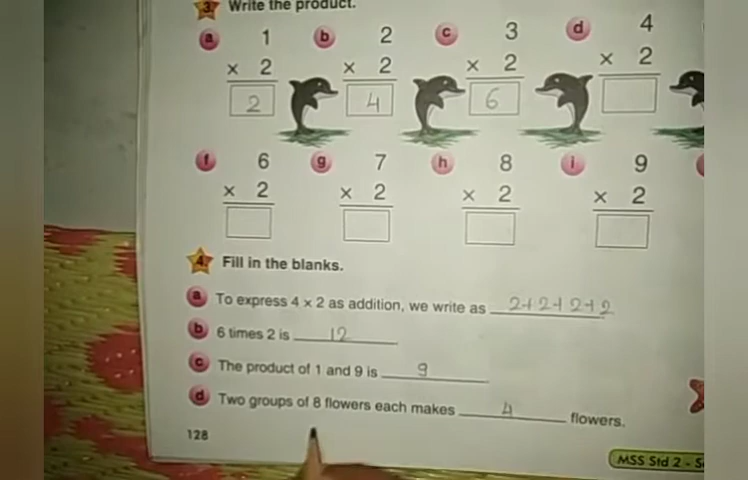 3. Write the product.
a 1 b 2 c 3 d 4
× 2 × 2 × 2 × 2
2 4 6
f 6 g 7 h 8 i 9
× 2 × 2 × 2 × 2
4. Fill in the blanks.
a To express 4 × 2 as addition, we write as 2+2+2+2
b 6 times 2 is 12
c The product of 1 and 9 is 9
d Two groups of 8 flowers each makes 4 flowers.
128
MSS Std 2 - S